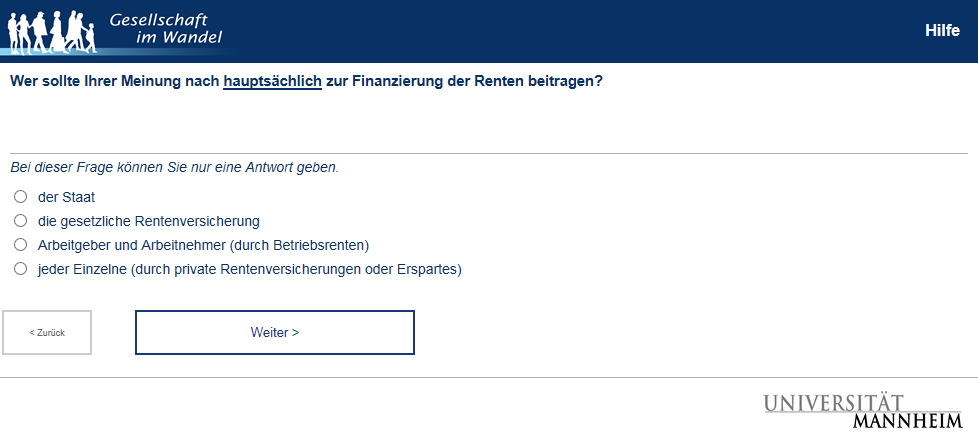 Gesellschaft
im Wandel
Hilfe
Wer sollte Ihrer Meinung nach hauptsächlich zur Finanzierung der Renten beitragen?
Bei dieser Frage können Sie nur eine Antwort geben.
der Staat
die gesetzliche Rentenversicherung
Arbeitgeber und Arbeitnehmer (durch Betriebsrenten)
jeder Einzelne (durch private Rentenversicherungen oder Erspartes)
< Zurück
Weiter >
UNIVERSITÄT
MANNHEIM